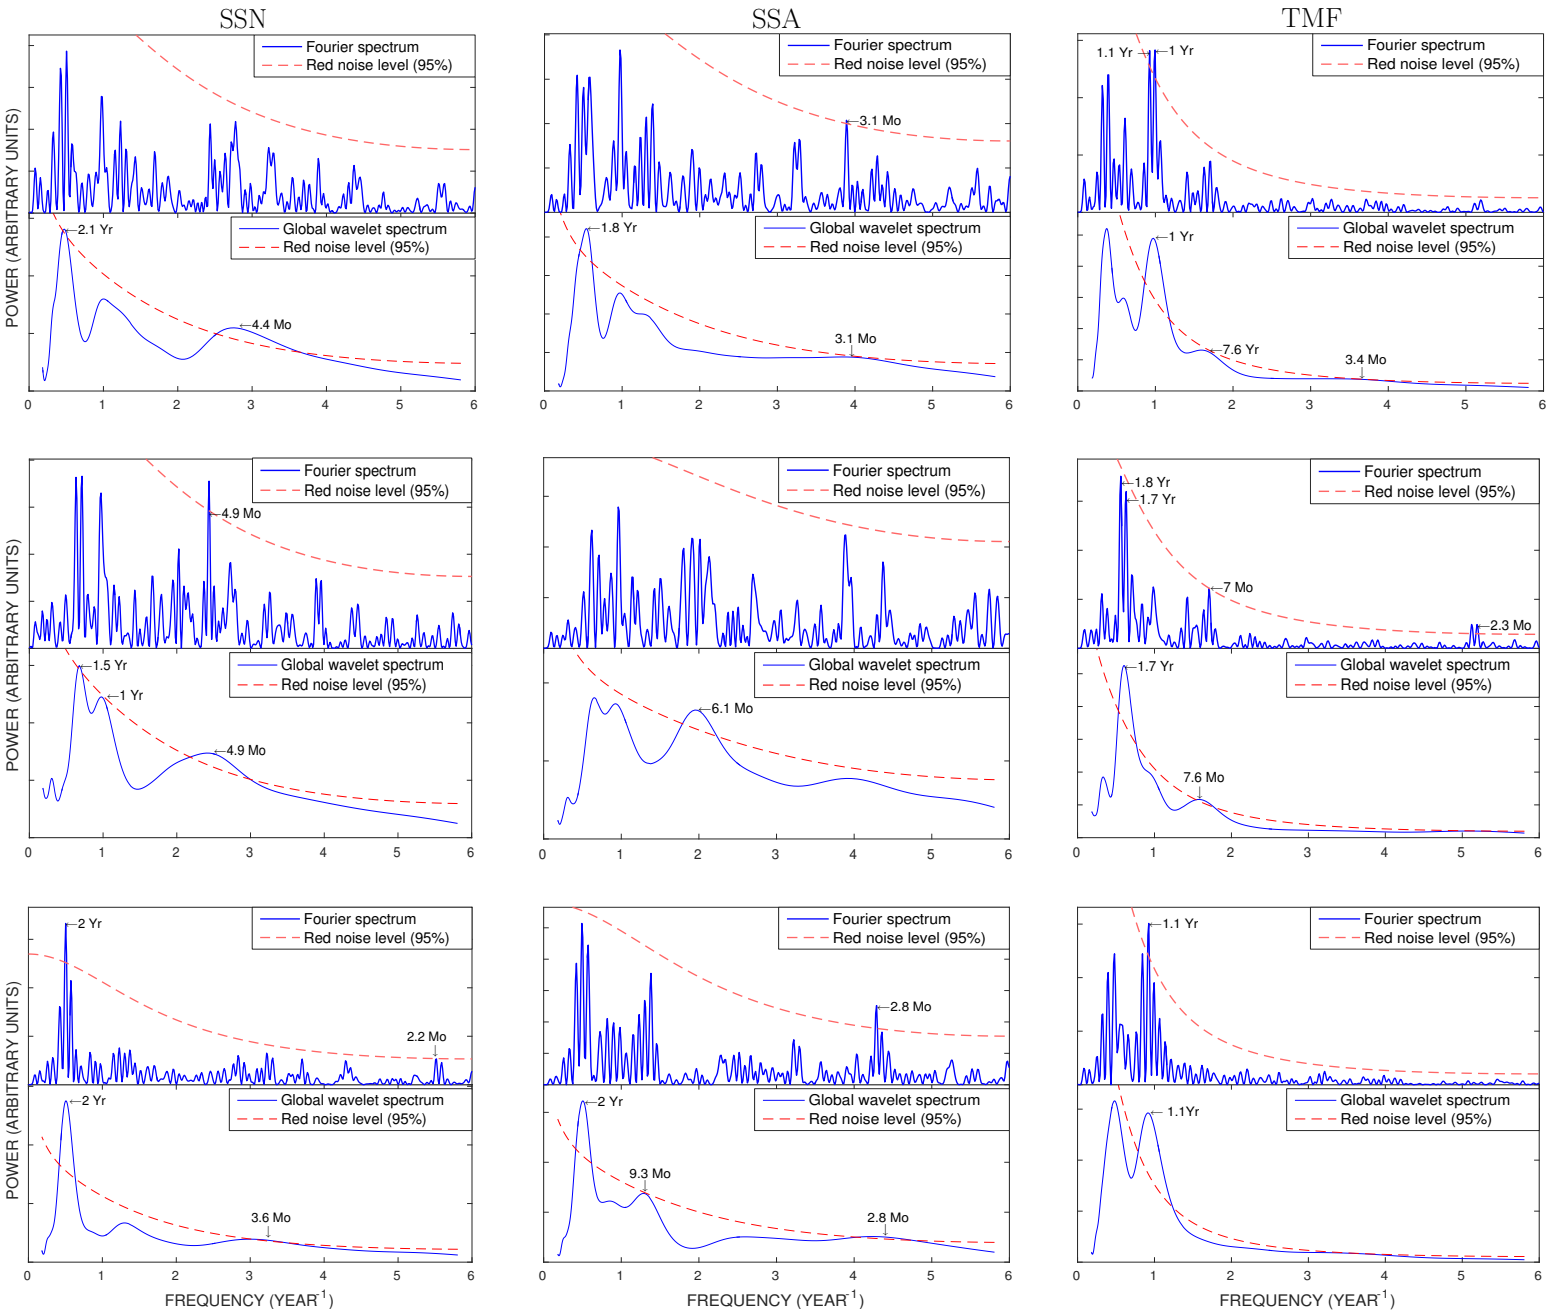 SSN
SSA
TMF
Fourier spectrum
Red noise level (95%)
Global wavelet spectrum
Red noise level (95%)
←2.1 Yr
←4.4 Mo
POWER (ARBITRARY UNITS)
0 1 2 3 4 5 6
Fourier spectrum
Red noise level (95%)
←3.1 Mo
Global wavelet spectrum
Red noise level (95%)
←1.8 Yr
3.1 Mo
0 1 2 3 4 5 6
Fourier spectrum
Red noise level (95%)
1.1 Yr
←1 Yr
Global wavelet spectrum
Red noise level (95%)
←1 Yr
←7.6 Yr
3.4 Mo
0 1 2 3 4 5 6
Fourier spectrum
Red noise level (95%)
←4.9 Mo
Global wavelet spectrum
Red noise level (95%)
←1.5 Yr
←1 Yr
←4.9 Mo
POWER (ARBITRARY UNITS)
0 1 2 3 4 5 6
Fourier spectrum
Red noise level (95%)
Global wavelet spectrum
Red noise level (95%)
←6.1 Mo
0 1 2 3 4 5 6
Fourier spectrum
Red noise level (95%)
←1.8 Yr
←1.7 Yr
←7 Mo
←2.3 Mo
Global wavelet spectrum
Red noise level (95%)
←1.7 Yr
7.6 Mo
0 1 2 3 4 5 6
Fourier spectrum
Red noise level (95%)
←2 Yr
2.2 Mo
Global wavelet spectrum
Red noise level (95%)
←2 Yr
3.6 Mo
POWER (ARBITRARY UNITS)
0 1 2 3 4 5 6
FREQUENCY (YEAR⁻¹)
Fourier spectrum
Red noise level (95%)
←2.8 Mo
Global wavelet spectrum
Red noise level (95%)
←2 Yr
9.3 Mo
2.8 Mo
0 1 2 3 4 5 6
FREQUENCY (YEAR⁻¹)
Fourier spectrum
Red noise level (95%)
←1.1 Yr
Global wavelet spectrum
Red noise level (95%)
←1.1Yr
0 1 2 3 4 5 6
FREQUENCY (YEAR⁻¹)